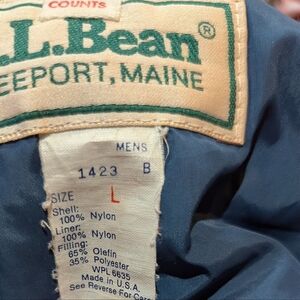 COUNTS
.L.Bean®
EEPORT, MAINE
MENS
1423 B
SIZE L
Shell:
100% Nylon
Liner:
100% Nylon
Filling:
65% Olefin
35% Polyester
WPL 6635
Made in U.S.A.
See Reverse For Care